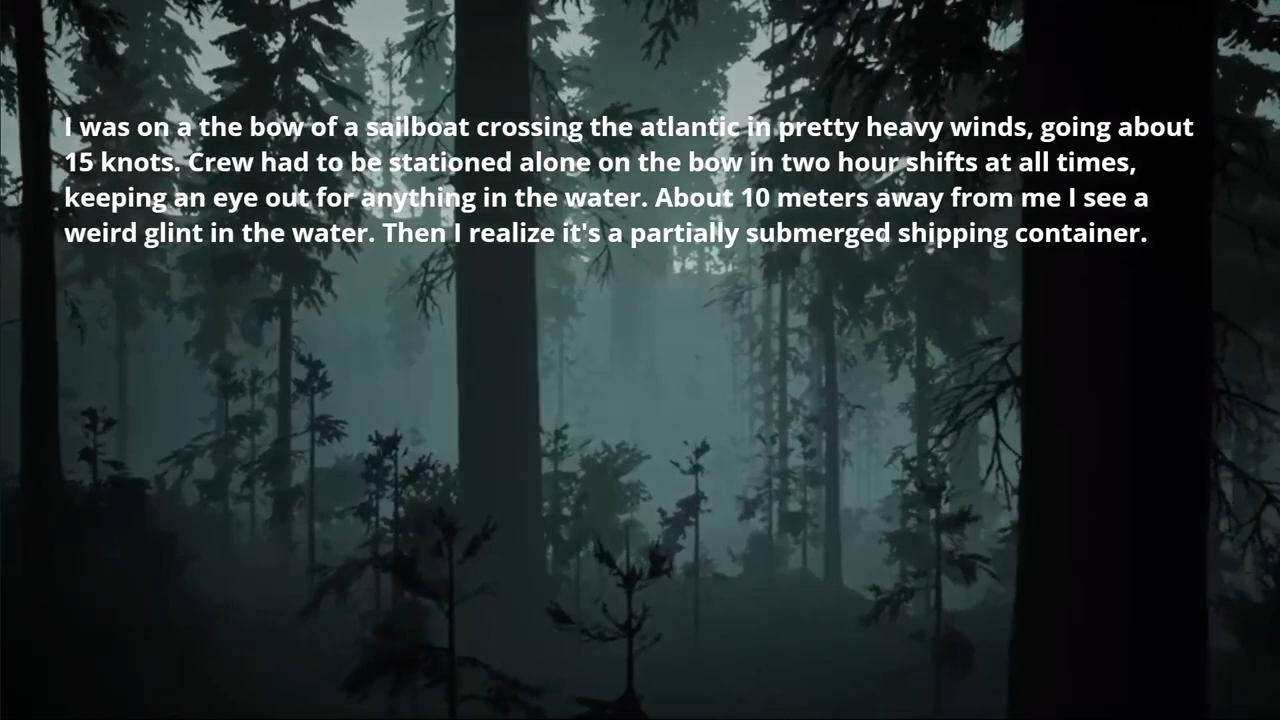 I was on a the bow of a sailboat crossing the atlantic in pretty heavy winds, going about
15 knots. Crew had to be stationed alone on the bow in two hour shifts at all times,
keeping an eye out for anything in the water. About 10 meters away from me I see a
weird glint in the water. Then I realize it's a partially submerged shipping container.